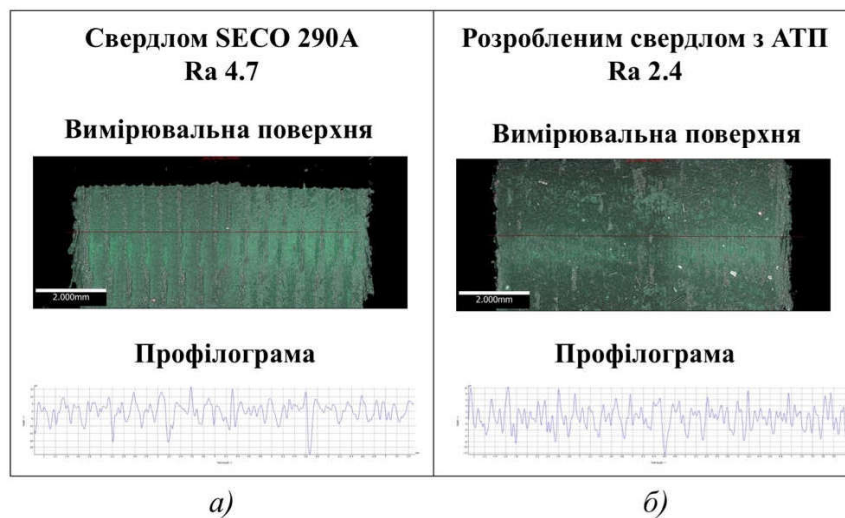 Свердлом SECO 290A
Ra 4.7
Вимірювальна поверхня
2.000mm
Профілограма
а)
Розробленим свердлом з АТП
Ra 2.4
Вимірювальна поверхня
2.000mm
Профілограма
б)